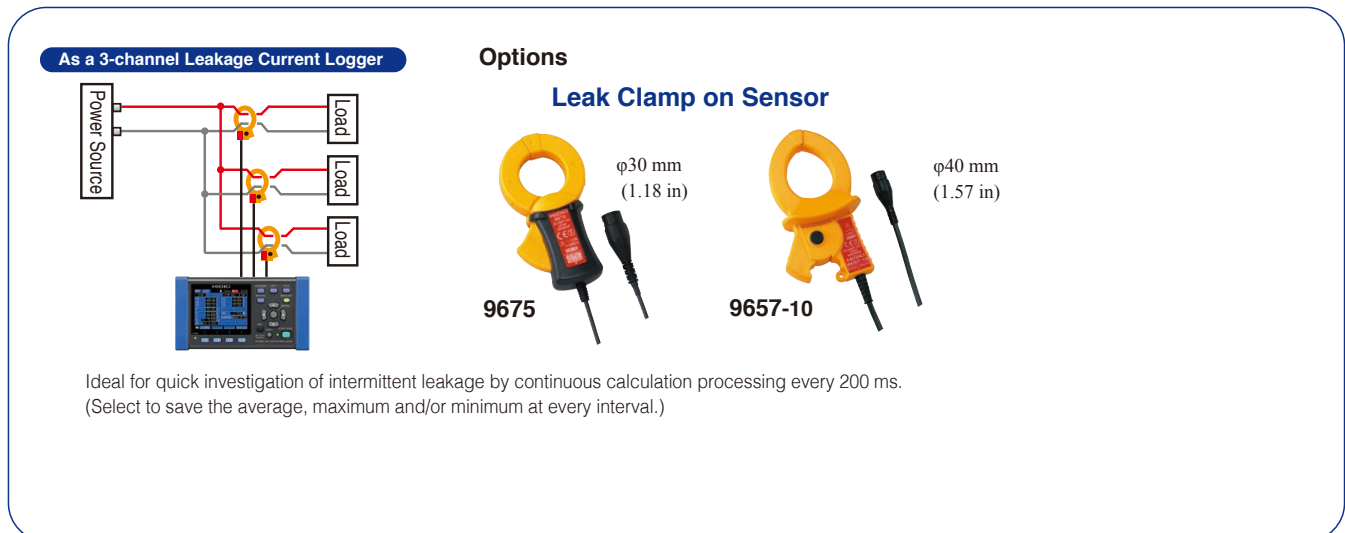 As a 3-channel Leakage Current Logger
Power Source
Load
Load
Load
HIOKI
Options
Leak Clamp on Sensor
φ30 mm
(1.18 in)
9675
φ40 mm
(1.57 in)
9657-10
Ideal for quick investigation of intermittent leakage by continuous calculation processing every 200 ms.
(Select to save the average, maximum and/or minimum at every interval.)